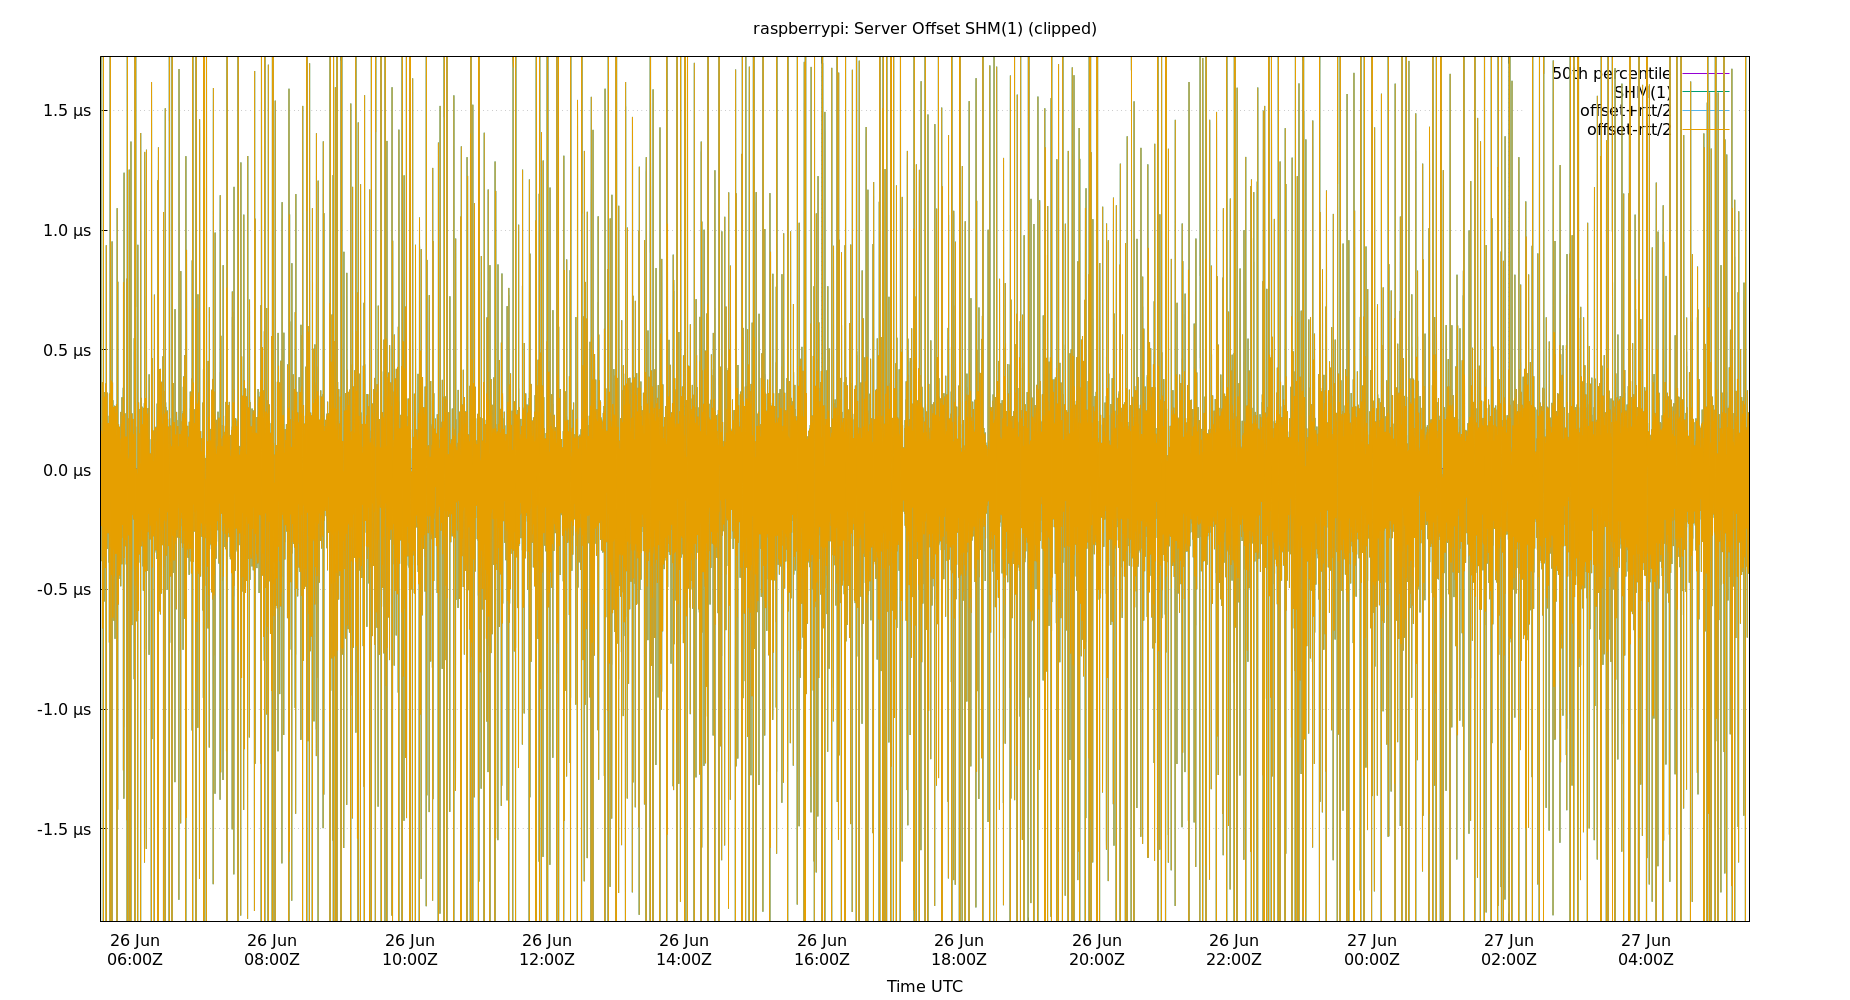 raspberrypi: Server Offset SHM(1) (clipped)
50th percentile
SHM(1)
offset+rtt/2
offset-rtt/2
1.5 μs
1.0 μs
0.5 μs
0.0 μs
-0.5 μs
-1.0 μs
-1.5 μs
26 Jun 26 Jun 26 Jun 26 Jun 26 Jun 26 Jun 26 Jun 26 Jun 26 Jun 27 Jun 27 Jun 27 Jun
06:00Z 08:00Z 10:00Z 12:00Z 14:00Z 16:00Z 18:00Z 20:00Z 22:00Z 00:00Z 02:00Z 04:00Z
Time UTC